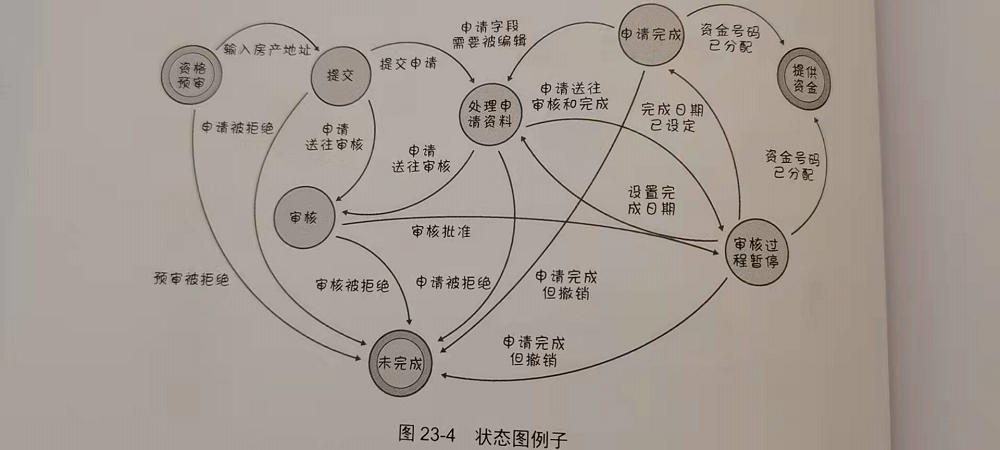 申请字段
需要被编辑
申请完成
资金号码
已分配
输入房产地址
资格
预审
提交
提交申请
提供
资金
处理申
请资料
申请送往
审核和完成
完成日期
已设定
申请被拒绝
申请
送往审核
申请
送往审核
资金号码
已分配
设置完
成日期
审核
审核批准
审核过
程暂停
预审被拒绝
审核被拒绝
申请被拒绝
申请完成
但撤销
申请完成
但撤销
未完成
图 23-4 状态图例子